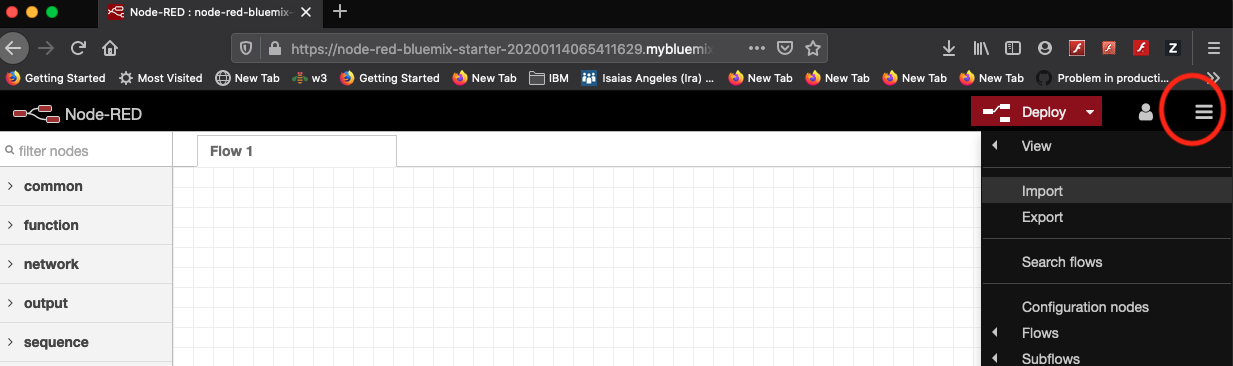 Node-RED : node-red-bluemix-
https://node-red-bluemix-starter-20200114065411629.mybluemix
Z
Getting Started Most Visited New Tab w3 Getting Started New Tab IBM Isaias Angeles (Ira) ... New Tab New Tab New Tab New Tab Problem in producti...
Node-RED Deploy
filter nodes Flow 1 View
common Import
Export
function
network Search flows
output Configuration nodes
Flows
sequence
Subflows